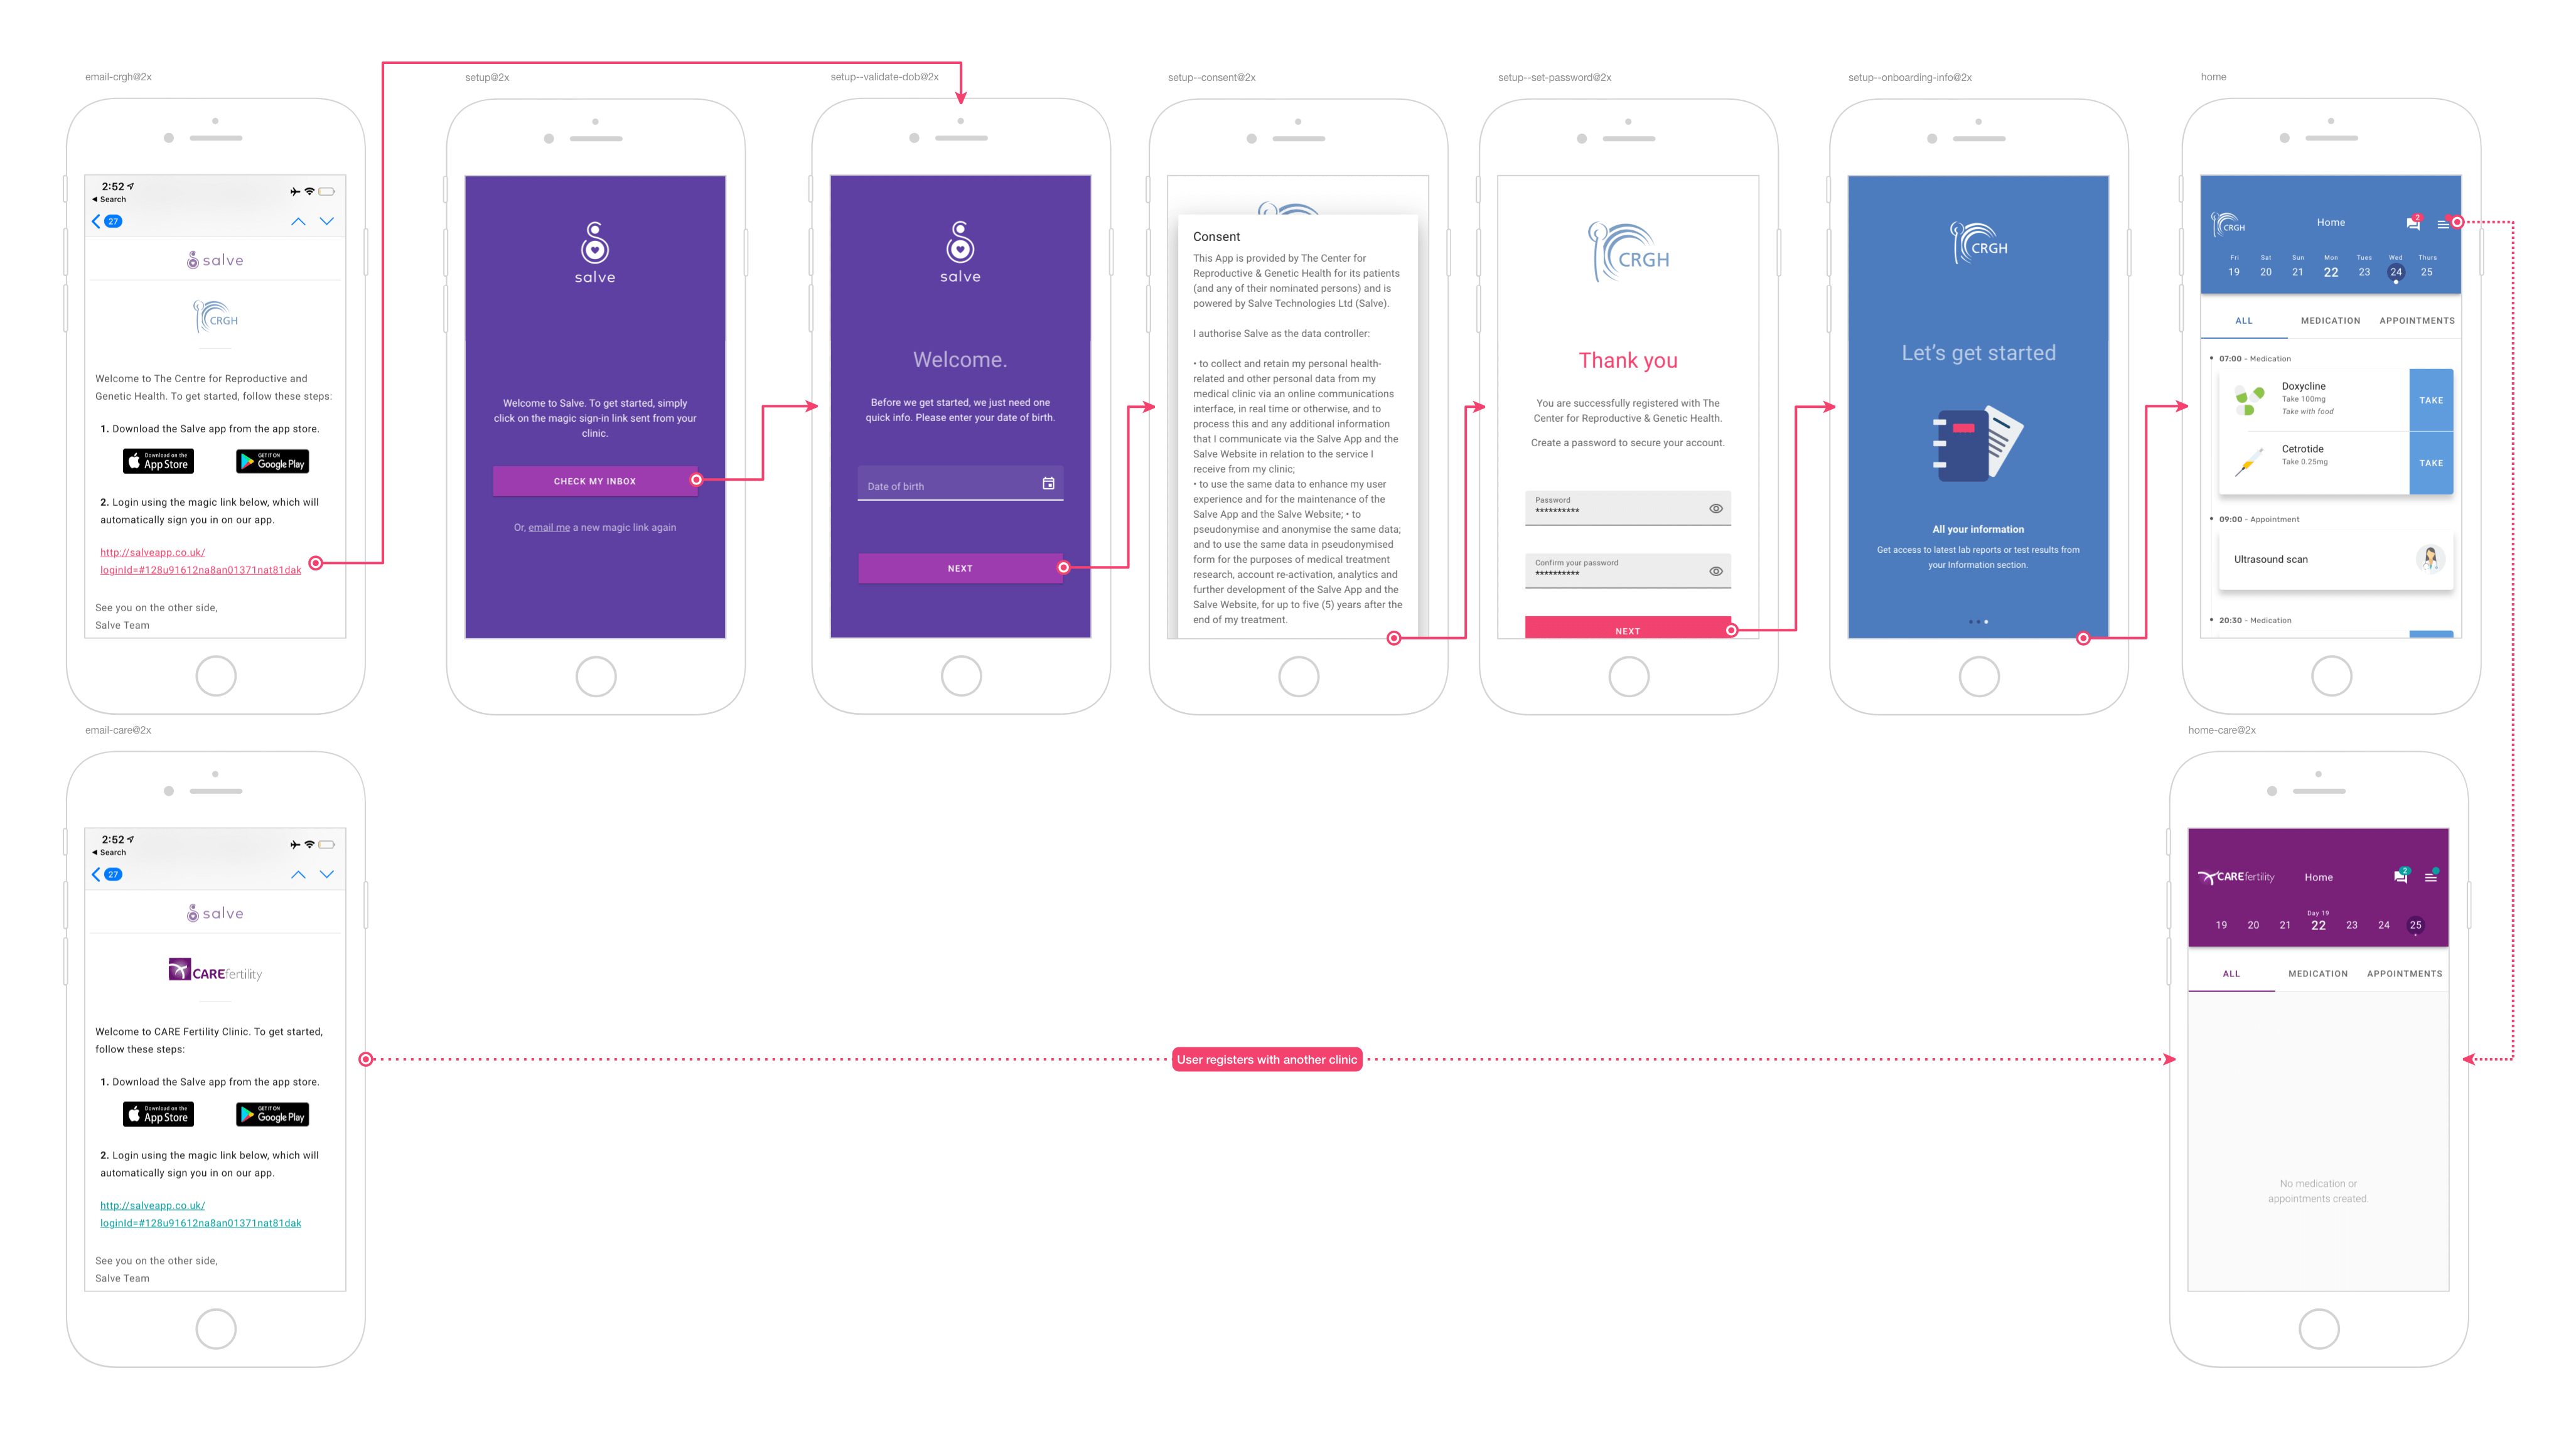 email-crgh@2x
2:52
Search
27
salve
CRGH
Welcome to The Centre for Reproductive and
Genetic Health. To get started, follow these steps:
1. Download the Salve app from the app store.
Download on the
App Store
GET IT ON
Google Play
2. Login using the magic link below, which will
automatically sign you in on our app.
http://salveapp.co.uk/
loginId=#128u91612na8an01371nat81dak
See you on the other side,
Salve Team
setup@2x
salve
Welcome to Salve. To get started, simply
click on the magic sign-in link sent from your
clinic.
CHECK MY INBOX
Or, email me a new magic link again
setup--validate-dob@2x
salve
Welcome.
Before we get started, we just need one
quick info. Please enter your date of birth.
Date of birth
NEXT
setup--consent@2x
Consent
This App is provided by The Center for
Reproductive & Genetic Health for its patients
(and any of their nominated persons) and is
powered by Salve Technologies Ltd (Salve).
I authorise Salve as the data controller:
• to collect and retain my personal health-
related and other personal data from my
medical clinic via an online communications
interface, in real time or otherwise, and to
process this and any additional information
that I communicate via the Salve App and the
Salve Website in relation to the service I
receive from my clinic;
• to use the same data to enhance my user
experience and for the maintenance of the
Salve App and the Salve Website; • to
pseudonymise and anonymise the same data;
and to use the same data in pseudonymised
form for the purposes of medical treatment
research, account re-activation, analytics and
further development of the Salve App and the
Salve Website, for up to five (5) years after the
end of my treatment.
setup--set-password@2x
CRGH
Thank you
You are successfully registered with The
Center for Reproductive & Genetic Health.
Create a password to secure your account.
Password
**********
Confirm your password
**********
NEXT
setup--onboarding-info@2x
CRGH
Let's get started
All your information
Get access to latest lab reports or test results from
your Information section.
home
CRGH
Home
2
Fri Sat Sun Mon Tues Wed Thurs
19 20 21 22 23 24 25
ALL MEDICATION APPOINTMENTS
• 07:00 - Medication
Doxycline
Take 100mg
Take with food
TAKE
Cetrotide
Take 0.25mg
TAKE
• 09:00 - Appointment
Ultrasound scan
• 20:30 - Medication
email-care@2x
2:52
Search
27
salve
CAREfertility
Welcome to CARE Fertility Clinic. To get started,
follow these steps:
1. Download the Salve app from the app store.
Download on the
App Store
GET IT ON
Google Play
2. Login using the magic link below, which will
automatically sign you in on our app.
http://salveapp.co.uk/
loginId=#128u91612na8an01371nat81dak
See you on the other side,
Salve Team
User registers with another clinic
home-care@2x
CAREfertility
Home
2
Day 19
19 20 21 22 23 24 25
ALL MEDICATION APPOINTMENTS
No medication or
appointments created.